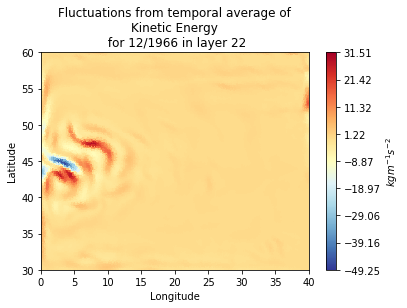 Fluctuations from temporal average of
Kinetic Energy
for 12/1966 in layer 22
60
55
50
45
40
35
30
Latitude
0 5 10 15 20 25 30 35 40
Longitude
31.51
21.42
11.32
1.22
−8.87
−18.97
−29.06
−39.16
−49.25
kgm⁻¹s⁻²